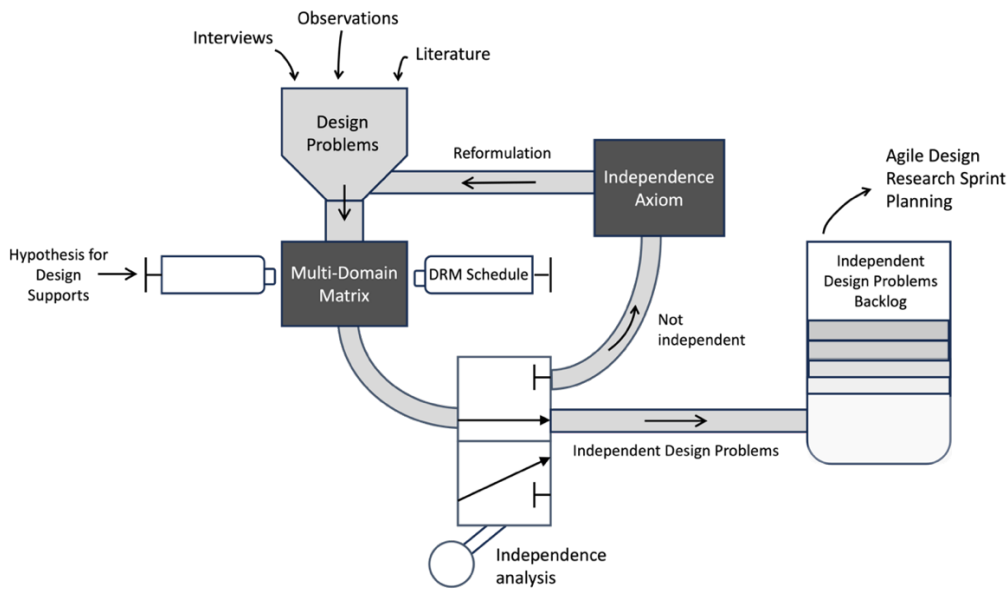 Observations
Interviews
Literature
Design
Problems
Reformulation
Independence
Axiom
Agile Design
Research Sprint
Planning
Hypothesis for
Design
Supports
Multi-Domain
Matrix
DRM Schedule
Independent
Design Problems
Backlog
Not
independent
Independent Design Problems
Independence
analysis